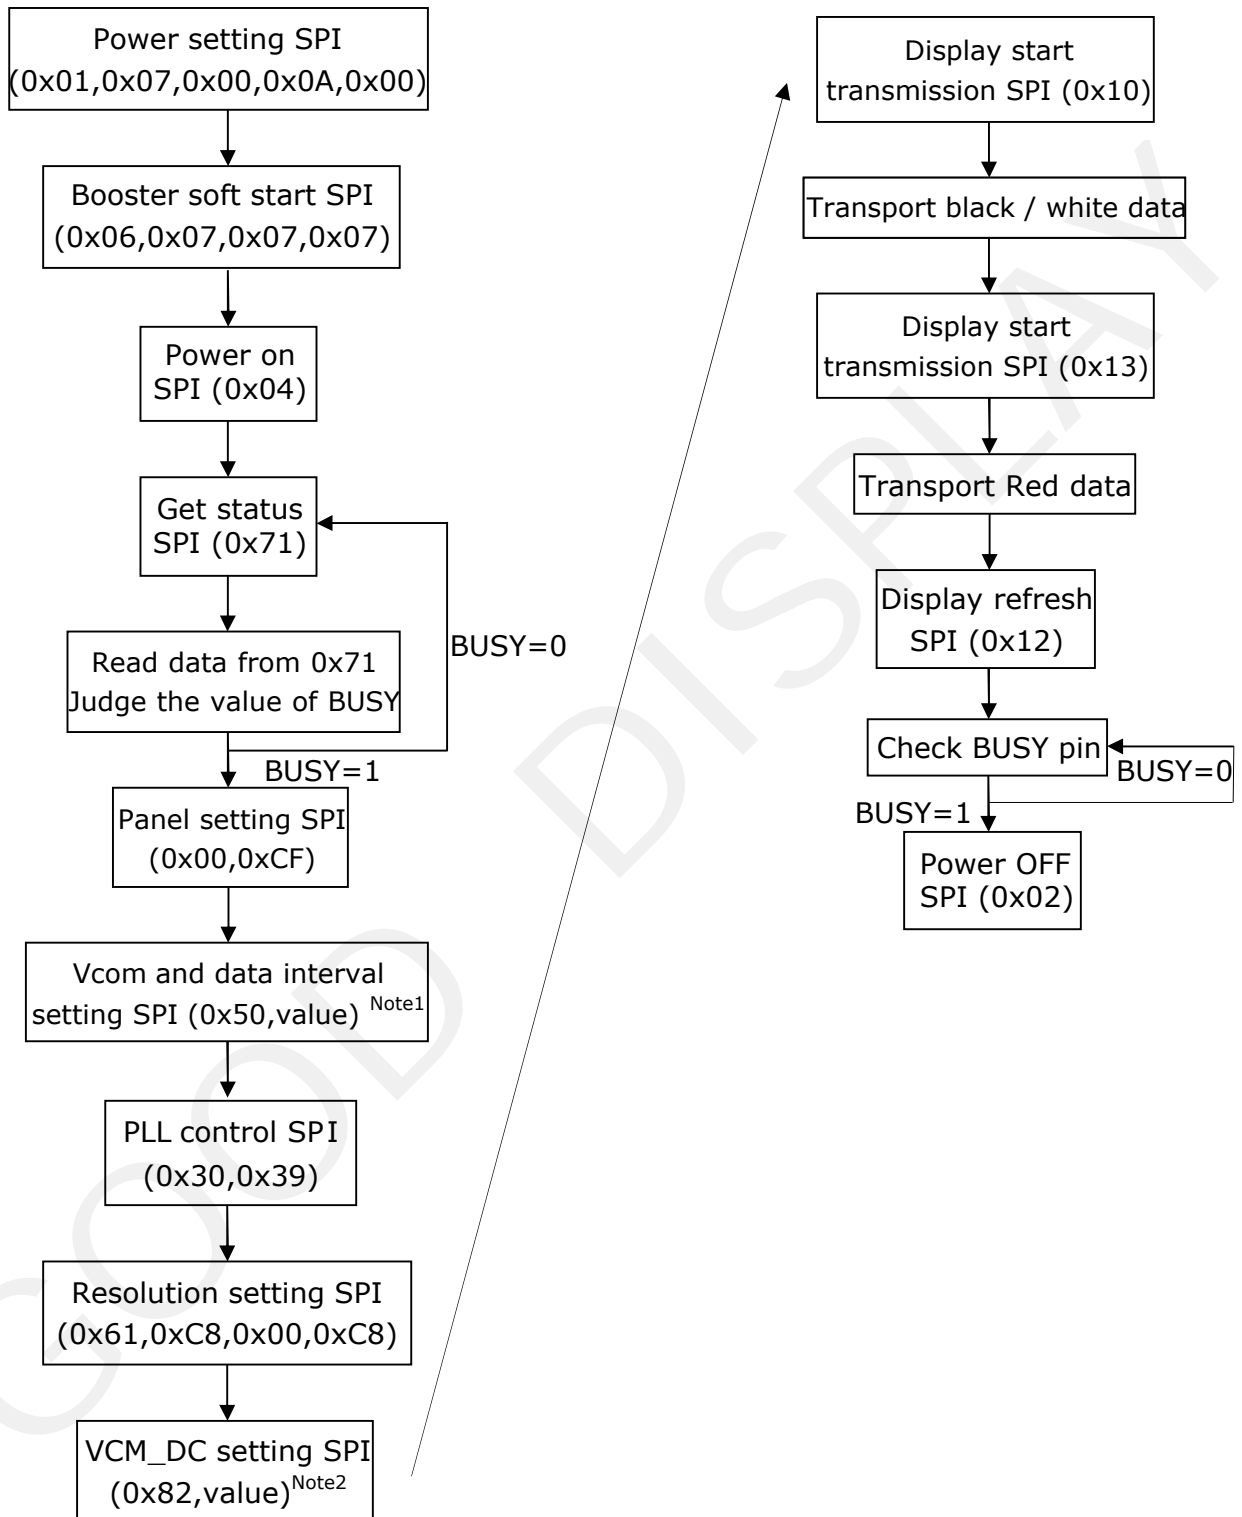 Power setting SPI
(0x01,0x07,0x00,0x0A,0x00)
Booster soft start SPI
(0x06,0x07,0x07,0x07)
Power on
SPI (0x04)
Get status
SPI (0x71)
Read data from 0x71
Judge the value of BUSY
BUSY=0
BUSY=1
Panel setting SPI
(0x00,0xCF)
Vcom and data interval
setting SPI (0x50,value) Note1
PLL control SPI
(0x30,0x39)
Resolution setting SPI
(0x61,0xC8,0x00,0xC8)
VCM_DC setting SPI
(0x82,value)Note2
Display start
transmission SPI (0x10)
Transport black / white data
Display start
transmission SPI (0x13)
Transport Red data
Display refresh
SPI (0x12)
Check BUSY pin
BUSY=0
BUSY=1
Power OFF
SPI (0x02)
GOOD DISPLAY